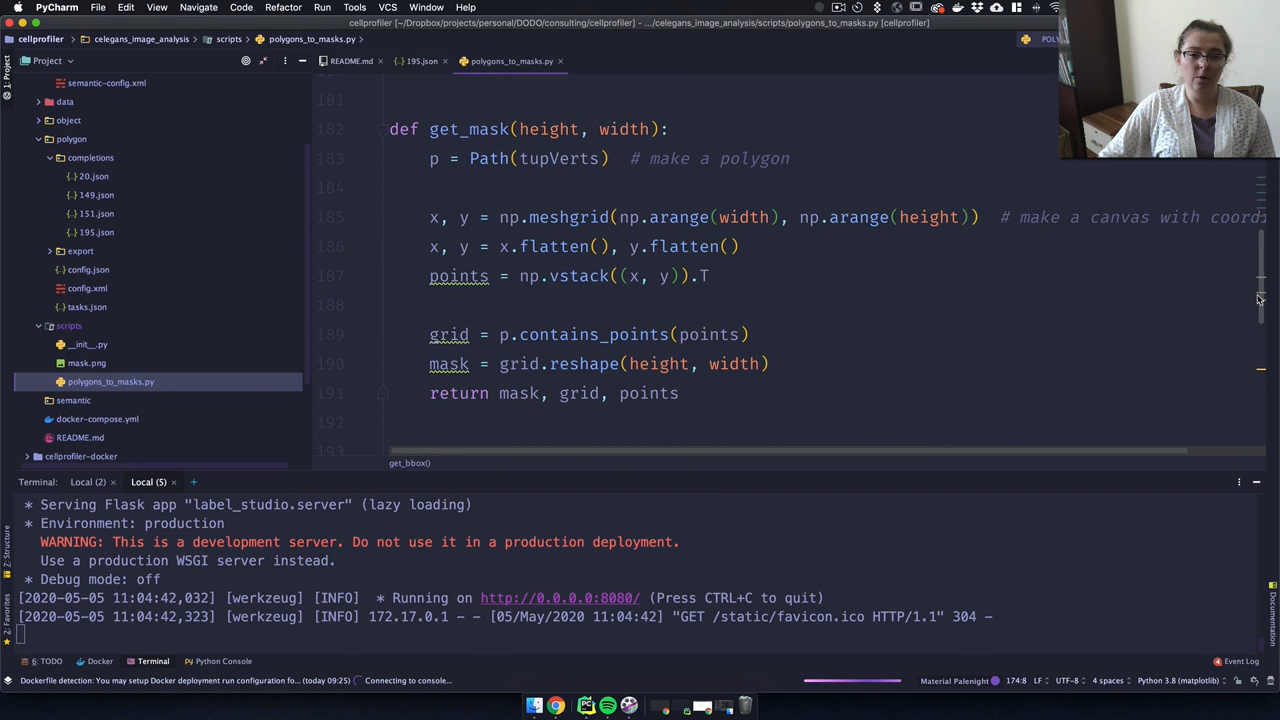 PyCharm File Edit View Navigate Code Refactor Run Tools VCS Window Help
cellprofiler [~/Dropbox/projects/personal/DODO/consulting/cellprofiler] - .../celegans_image_analysis/scripts/polygons_to_masks.py [cellprofiler]
cellprofiler celegans_image_analysis scripts polygons_to_masks.py
Project README.md 195.json polygons_to_masks.py
1: Project
semantic-config.xml
data
object
polygon
completions
20.json
149.json
151.json
195.json
export
config.json
config.xml
tasks.json
scripts
__init__.py
mask.png
polygons_to_masks.py
semantic
docker-compose.yml
README.md
cellprofiler-docker
181
182 def get_mask(height, width):
183 p = Path(tupVerts) # make a polygon
184
185 x, y = np.meshgrid(np.arange(width), np.arange(height)) # make a canvas with coordi
186 x, y = x.flatten(), y.flatten()
187 points = np.vstack((x, y)).T
188
189 grid = p.contains_points(points)
190 mask = grid.reshape(height, width)
191 return mask, grid, points
192
193
get_bbox()
Terminal: Local (2) × Local (5) × +
* Serving Flask app "label_studio.server" (lazy loading)
* Environment: production
WARNING: This is a development server. Do not use it in a production deployment.
Use a production WSGI server instead.
* Debug mode: off
[2020-05-05 11:04:42,032] [werkzeug] [INFO] * Running on http://0.0.0.0:8080/ (Press CTRL+C to quit)
[2020-05-05 11:04:42,323] [werkzeug] [INFO] 172.17.0.1 - - [05/May/2020 11:04:42] "GET /static/favicon.ico HTTP/1.1" 304 -
7: Structure
2: Favorites
Documentation
6: TODO Docker Terminal Python Console 4 Event Log
Dockerfile detection: You may setup Docker deployment run configuration fo... (today 09:25) Connecting to console... Material Palenight 174:8 LF UTF-8 4 spaces Python 3.8 (matplotlib)
PC